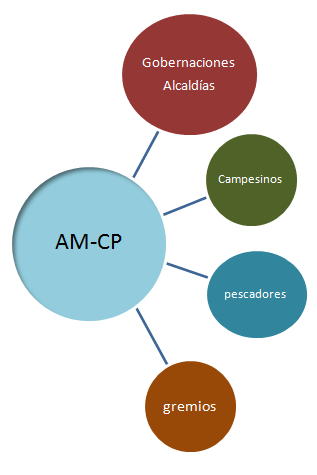 Gobernaciones
Alcaldías
Campesinos
AM-CP
pescadores
gremios